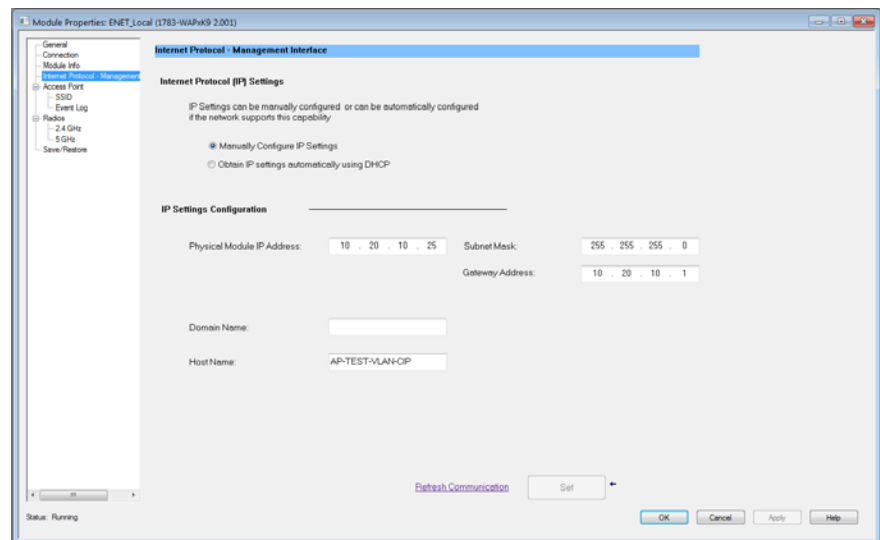 Module Properties: ENET_Local (1783-WAPxK9 2.001)
General
Connection
Module Info
Internet Protocol - Management
Access Point
SSID
Event Log
Radios
2.4 GHz
5 GHz
Save/Restore
Internet Protocol - Management Interface
Internet Protocol (IP) Settings
IP Settings can be manually configured or can be automatically configured
if the network supports this capability
Manually Configure IP Settings
Obtain IP settings automatically using DHCP
IP Settings Configuration
Physical Module IP Address: 10 . 20 . 10 . 25 Subnet Mask: 255 . 255 . 255 . 0
Gateway Address: 10 . 20 . 10 . 1
Domain Name:
Host Name: AP-TEST-VLAN-CIP
Refresh Communication Set
Status: Running
OK Cancel Apply Help